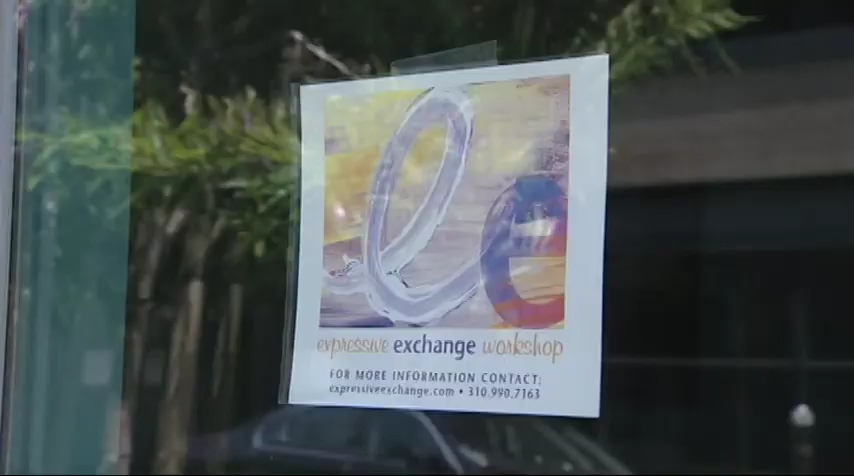 e e
expressive exchange workshop
FOR MORE INFORMATION CONTACT:
expressiveexchange.com • 310.990.7163